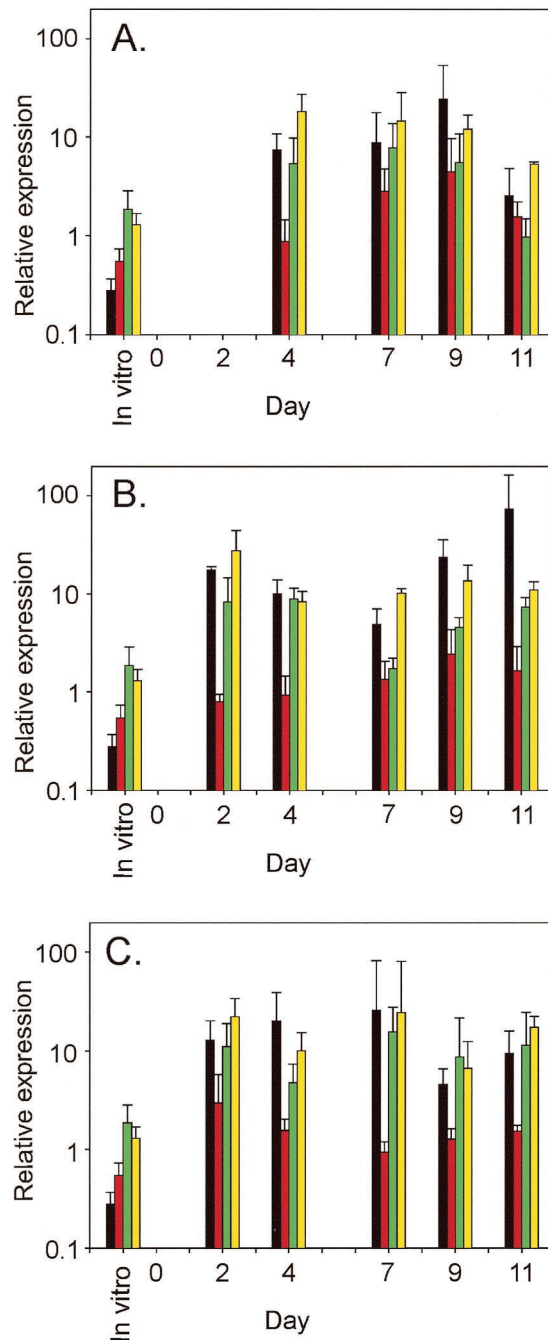 A.
Relative expression
100
10
1
0.1
In vitro 0 2 4 7 9 11
Day
B.
Relative expression
100
10
1
0.1
In vitro 0 2 4 7 9 11
Day
C.
Relative expression
100
10
1
0.1
In vitro 0 2 4 7 9 11
Day